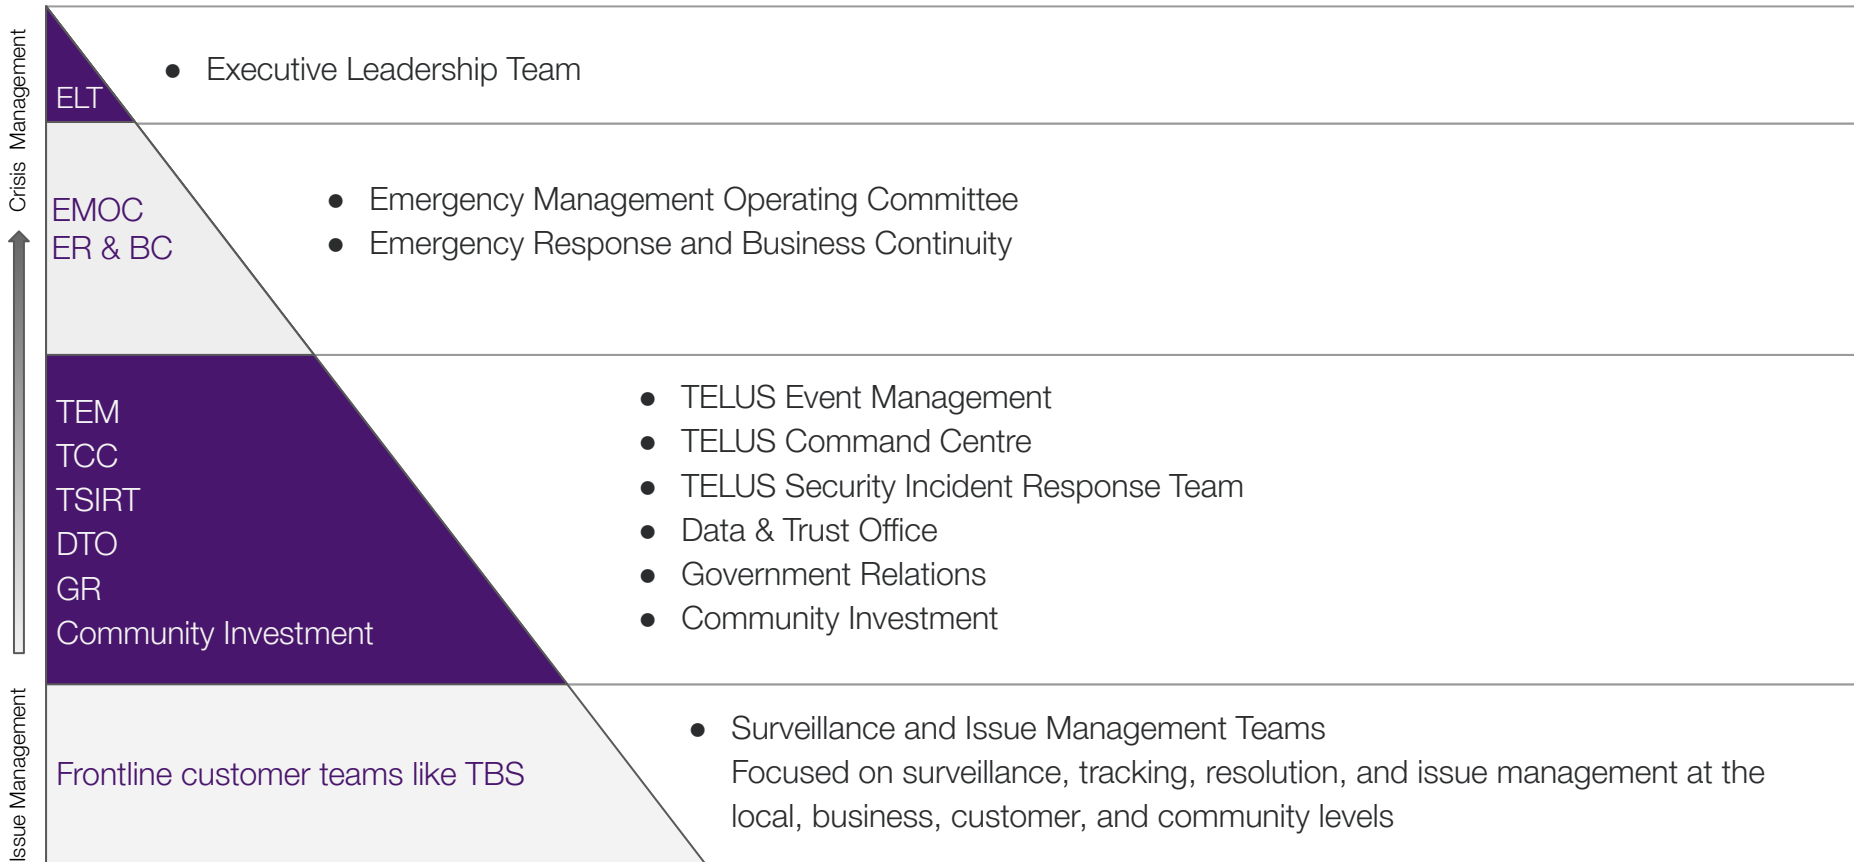 Crisis Management
ELT
● Executive Leadership Team
EMOC
ER & BC
● Emergency Management Operating Committee
● Emergency Response and Business Continuity
TEM
TCC
TSIRT
DTO
GR
Community Investment
● TELUS Event Management
● TELUS Command Centre
● TELUS Security Incident Response Team
● Data & Trust Office
● Government Relations
● Community Investment
Issue Management
Frontline customer teams like TBS
● Surveillance and Issue Management Teams
Focused on surveillance, tracking, resolution, and issue management at the
local, business, customer, and community levels